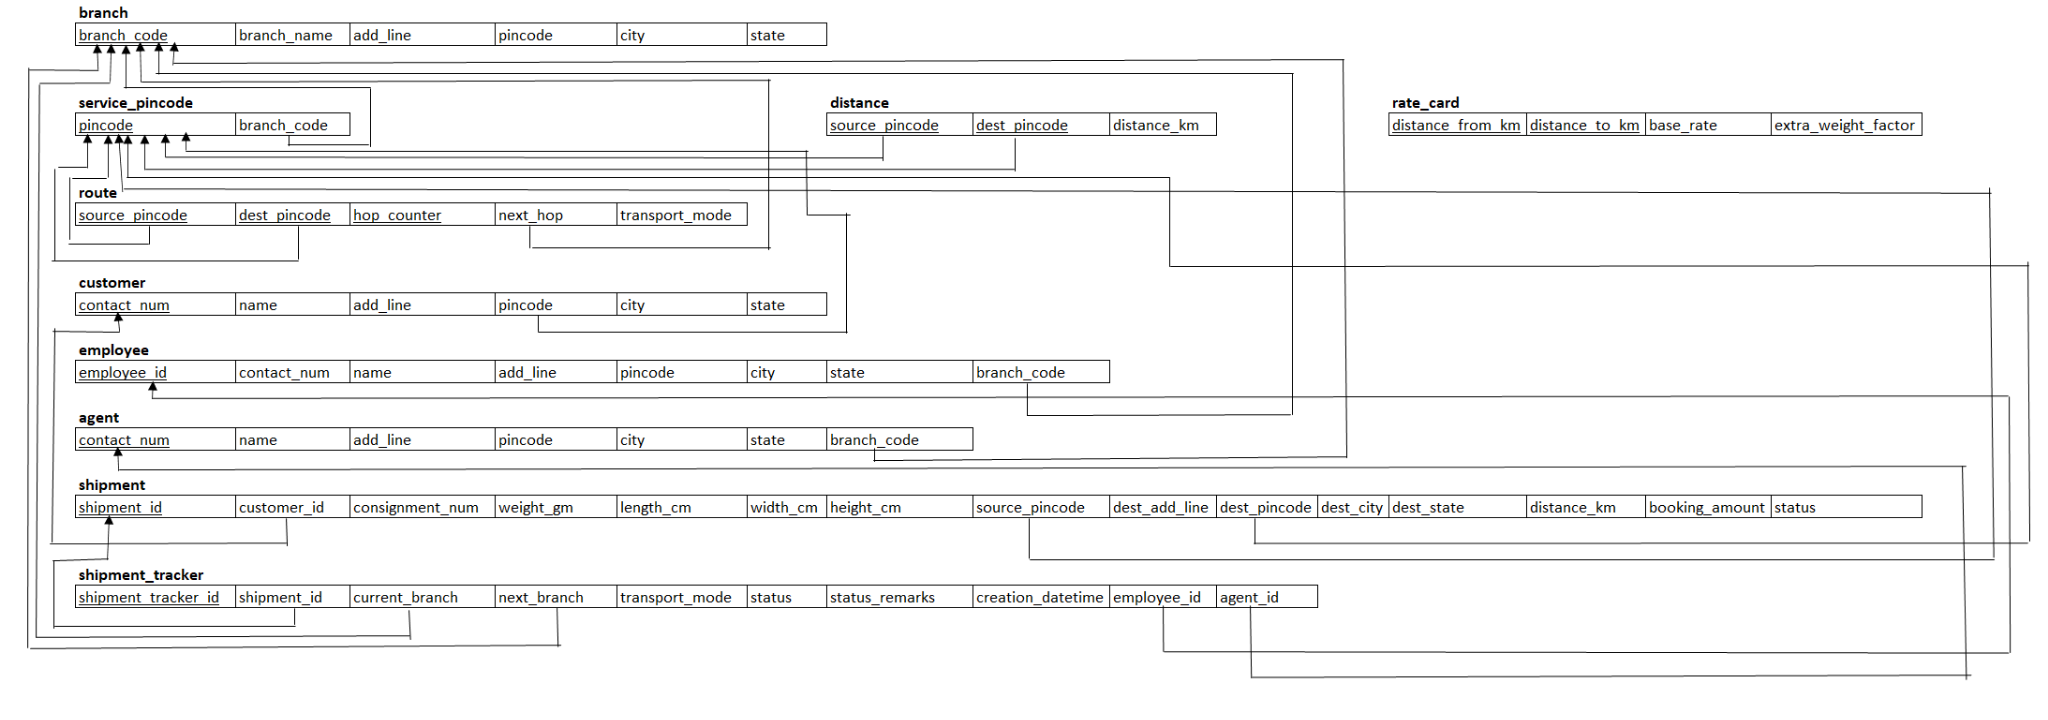 branch
branch_code branch_name add_line pincode city state
service_pincode distance rate_card
pincode branch_code source_pincode dest_pincode distance_km distance_from_km distance_to_km base_rate extra_weight_factor
route
source_pincode dest_pincode hop_counter next_hop transport_mode
customer
contact_num name add_line pincode city state
employee
employee_id contact_num name add_line pincode city state branch_code
agent
contact_num name add_line pincode city state branch_code
shipment
shipment_id customer_id consignment_num weight_gm length_cm width_cm height_cm source_pincode dest_add_line dest_pincode dest_city dest_state distance_km booking_amount status
shipment_tracker
shipment_tracker_id shipment_id current_branch next_branch transport_mode status status_remarks creation_datetime employee_id agent_id